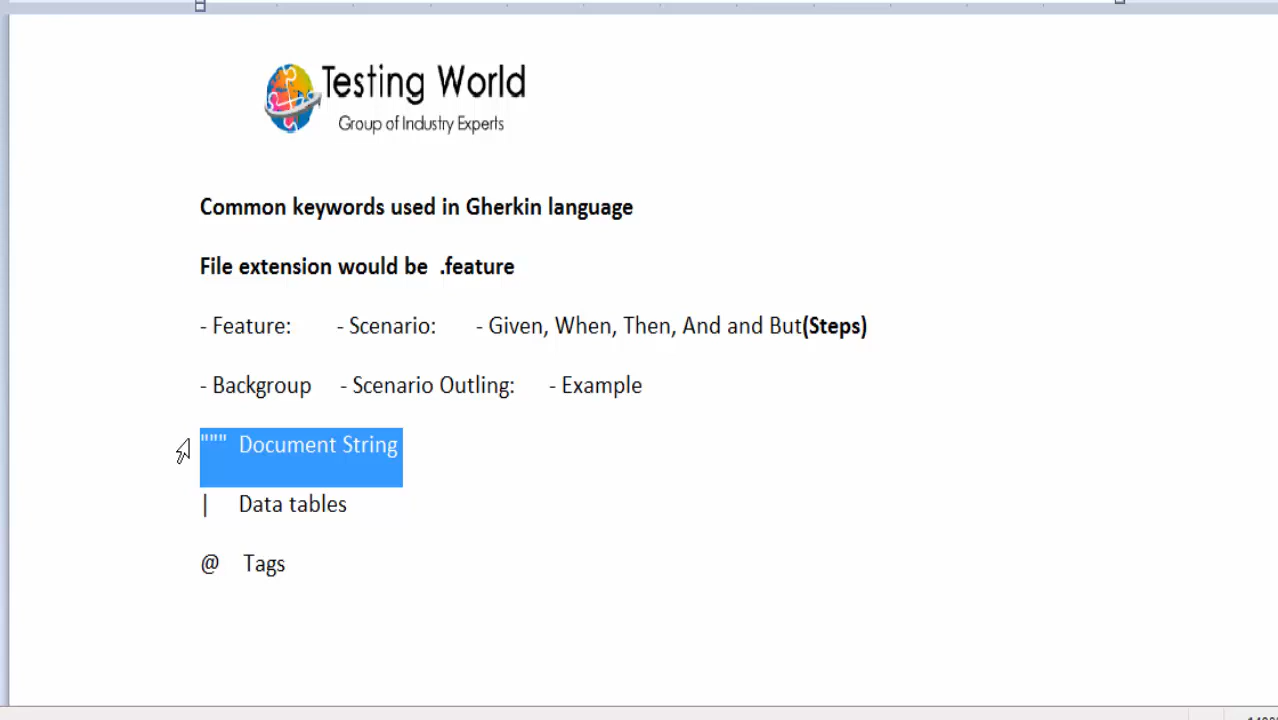 Testing World
Group of Industry Experts
Common keywords used in Gherkin language
File extension would be .feature
- Feature: - Scenario: - Given, When, Then, And and But(Steps)
- Backgroup - Scenario Outling: - Example
""" Document String
| Data tables
@ Tags